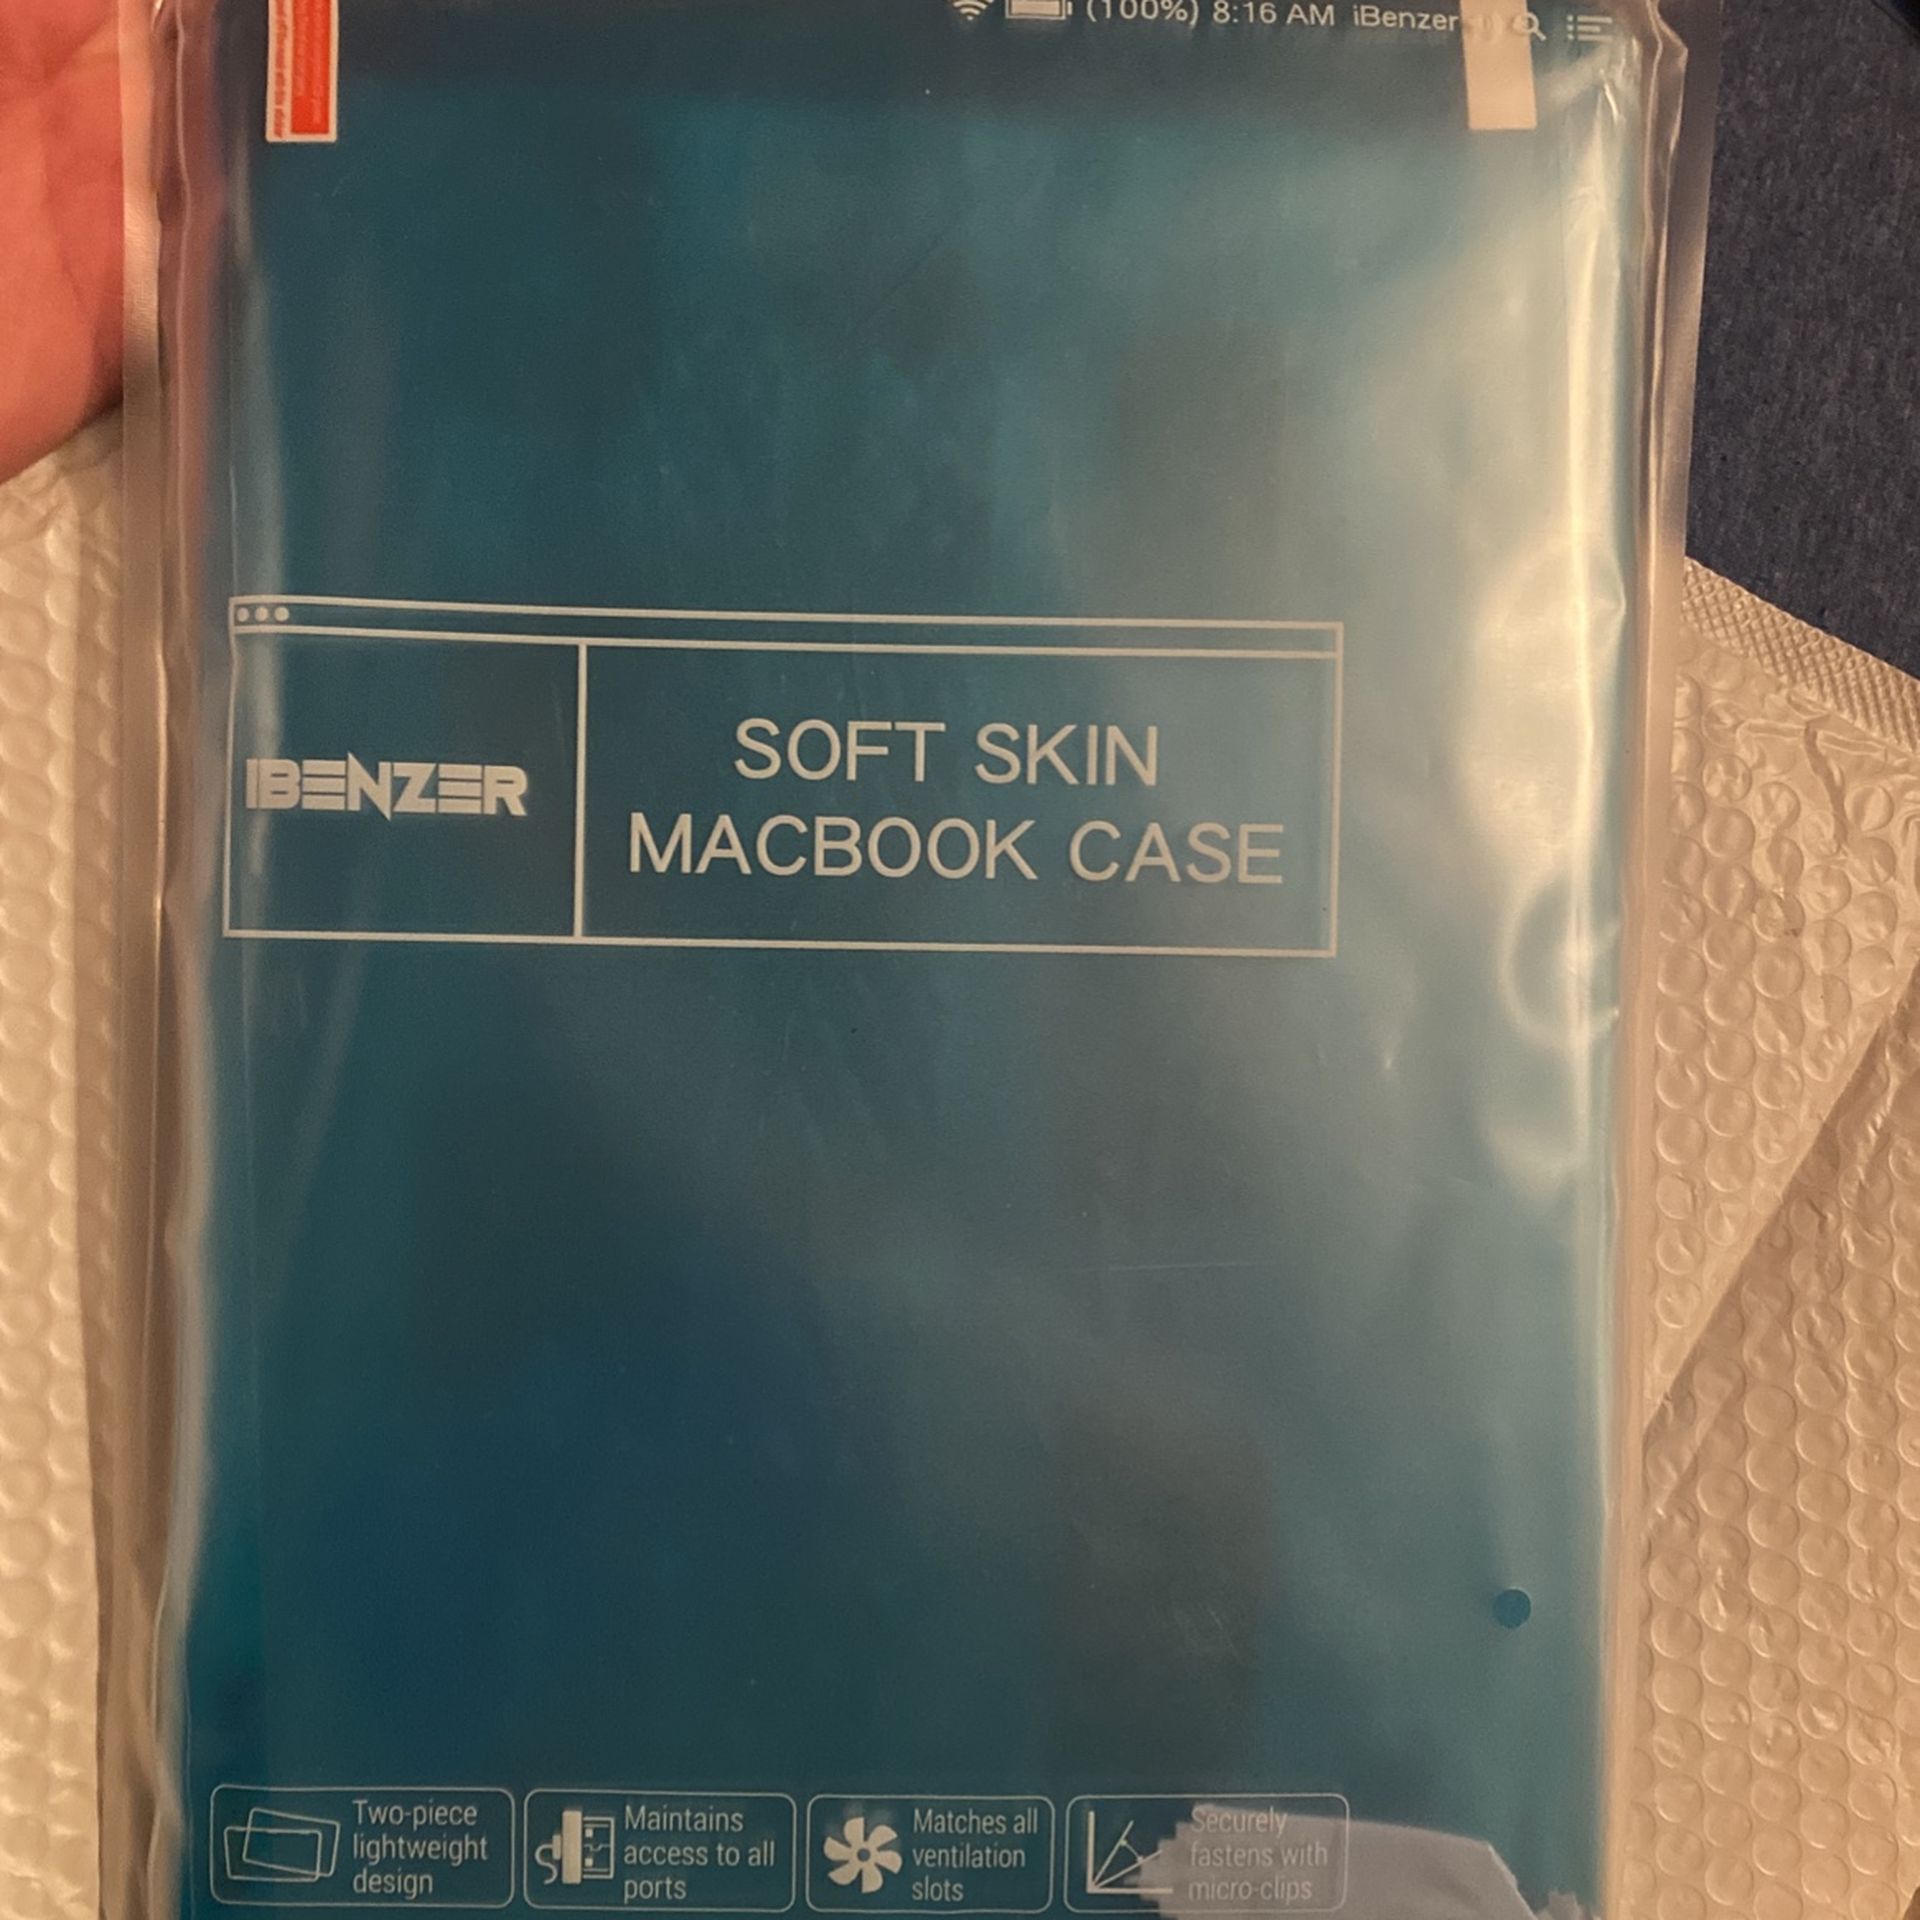 (100%) 8:16 AM iBenzer
IBENZER
SOFT SKIN
MACBOOK CASE
Two-piece
lightweight
design
Maintains
access to all
ports
Matches all
ventilation
slots
Securely
fastens with
micro-clips